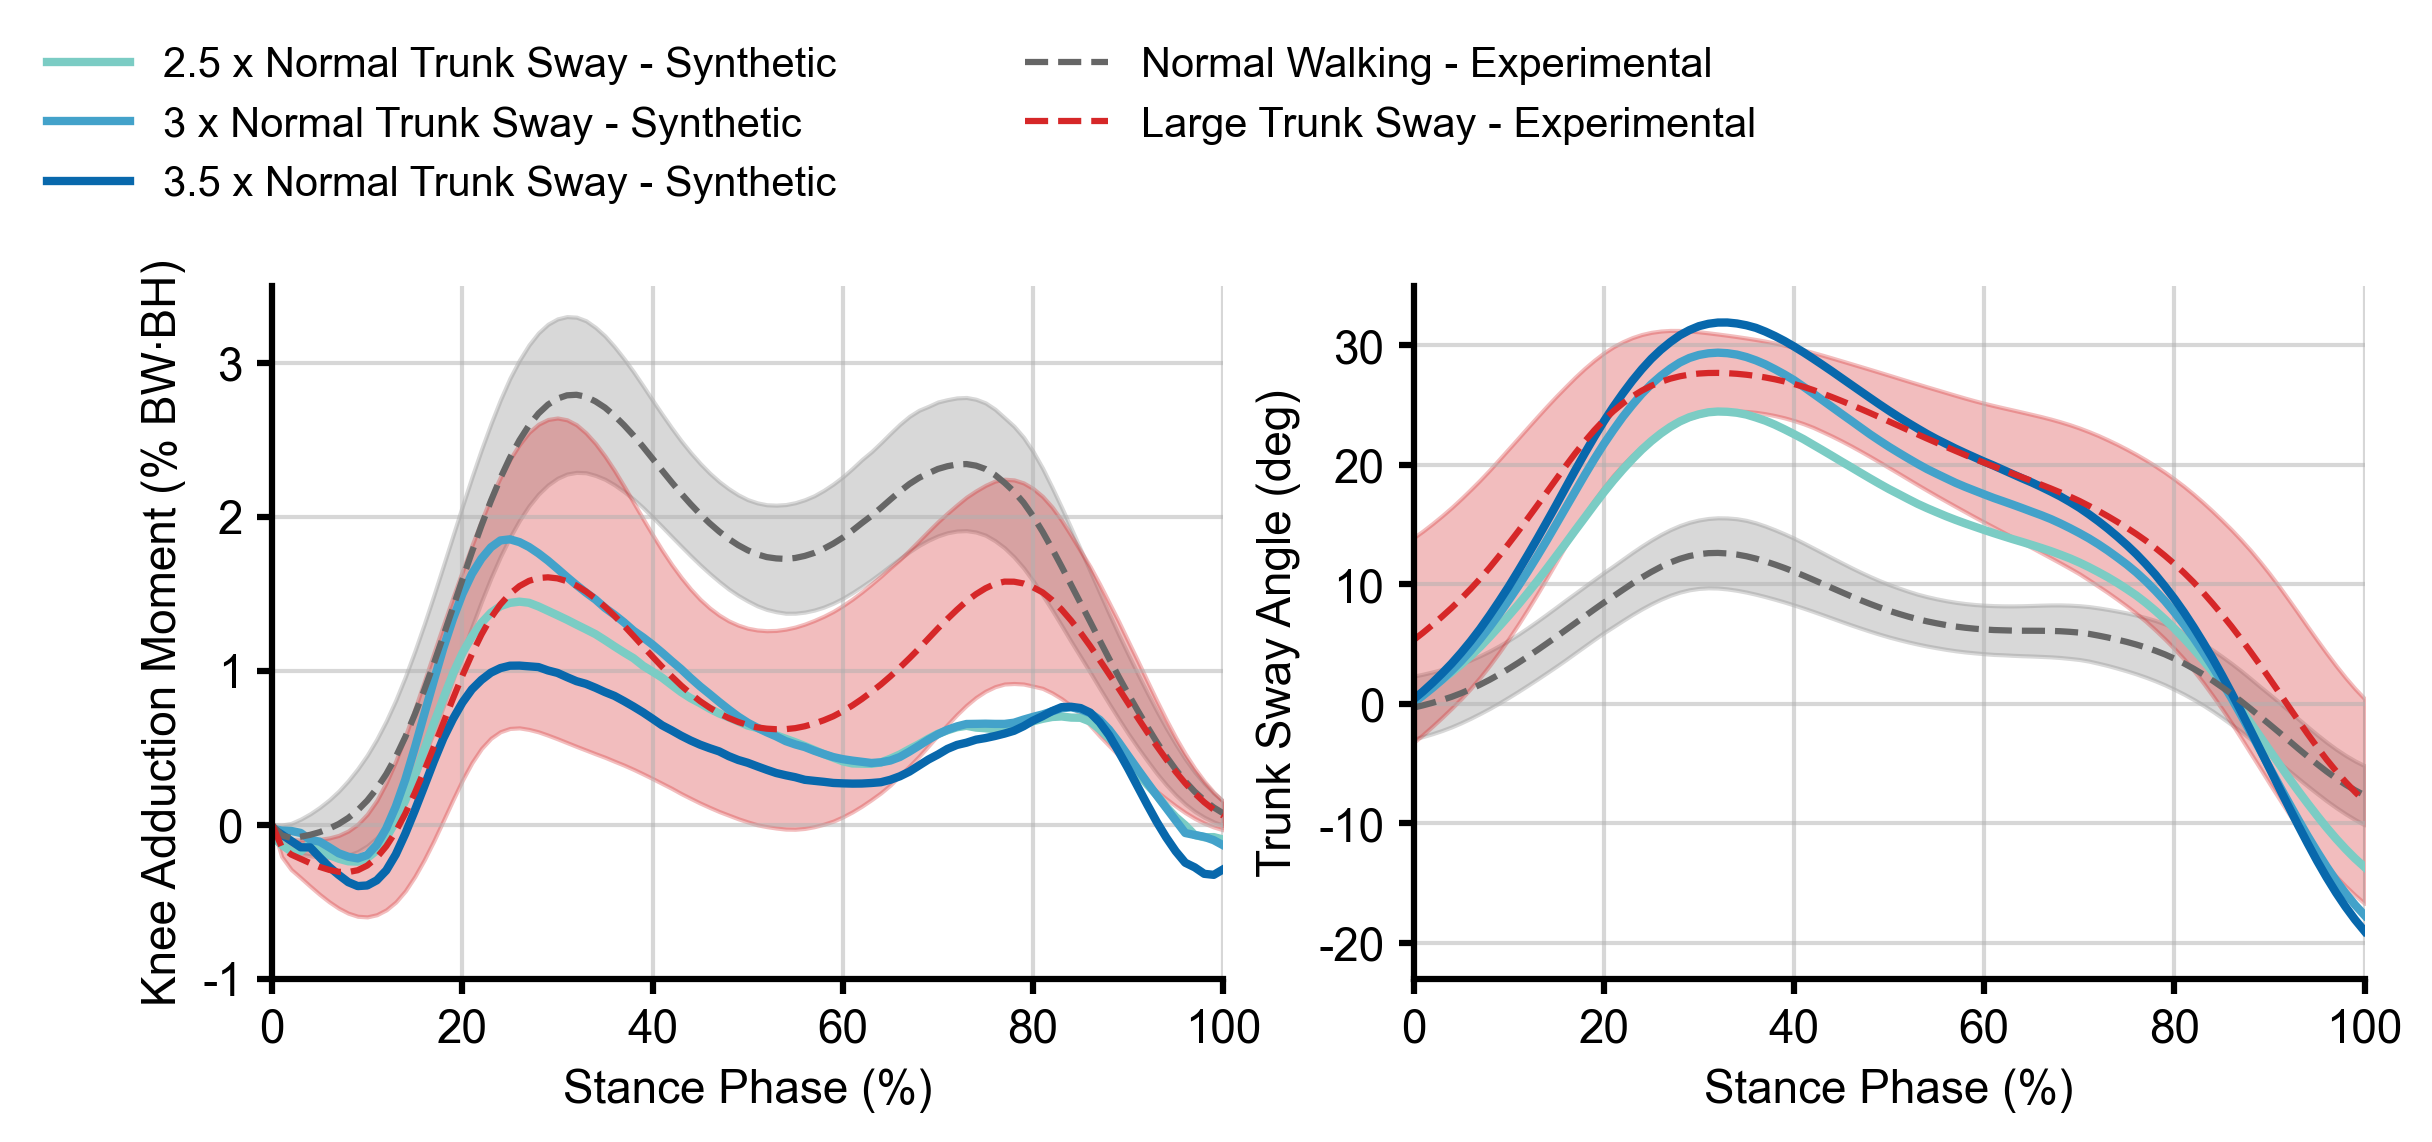 2.5 x Normal Trunk Sway - Synthetic
3 x Normal Trunk Sway - Synthetic
3.5 x Normal Trunk Sway - Synthetic
Normal Walking - Experimental
Large Trunk Sway - Experimental
Knee Adduction Moment (% BW·BH)
3
2
1
0
-1
0 20 40 60 80 100
Stance Phase (%)
Trunk Sway Angle (deg)
30
20
10
0
-10
-20
0 20 40 60 80 100
Stance Phase (%)